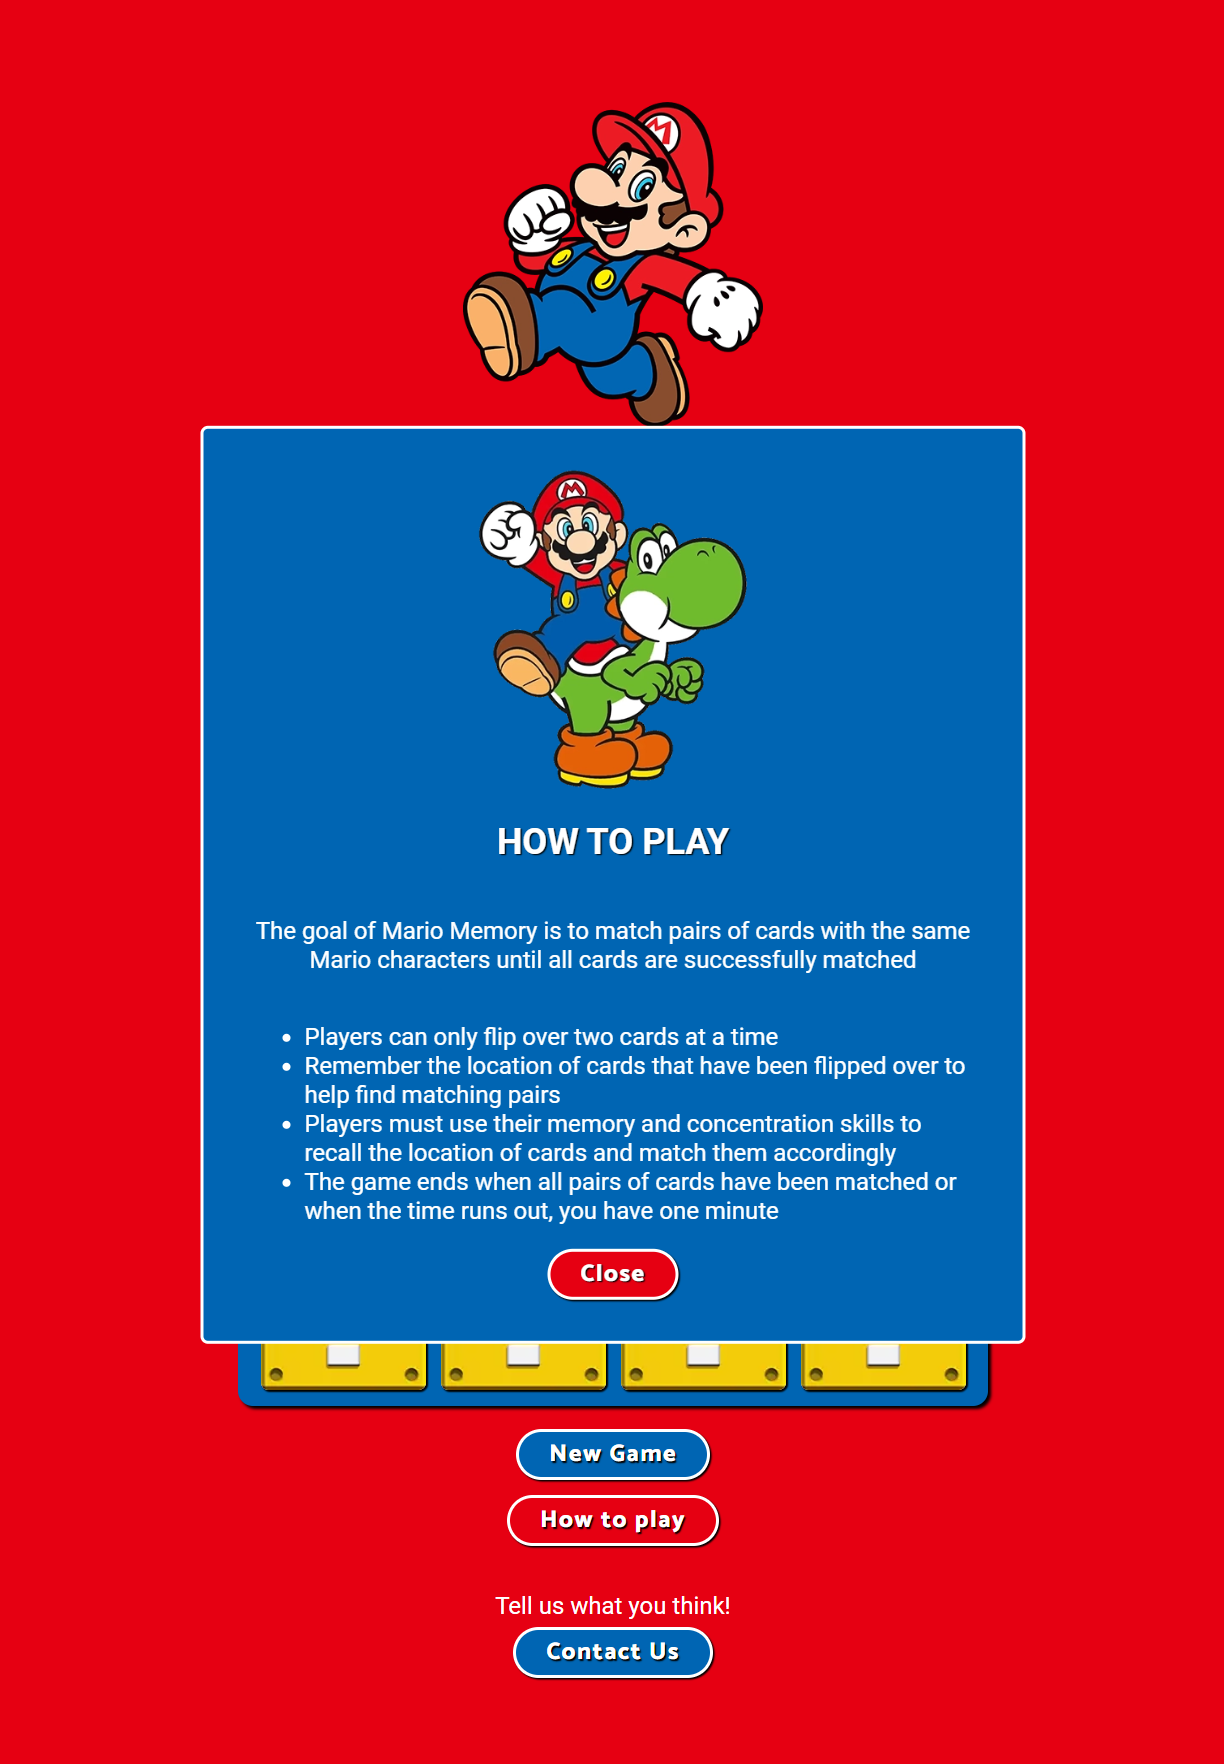 M
M
HOW TO PLAY
The goal of Mario Memory is to match pairs of cards with the same
Mario characters until all cards are successfully matched
• Players can only flip over two cards at a time
• Remember the location of cards that have been flipped over to
help find matching pairs
• Players must use their memory and concentration skills to
recall the location of cards and match them accordingly
• The game ends when all pairs of cards have been matched or
when the time runs out, you have one minute
Close
New Game
How to play
Tell us what you think!
Contact Us